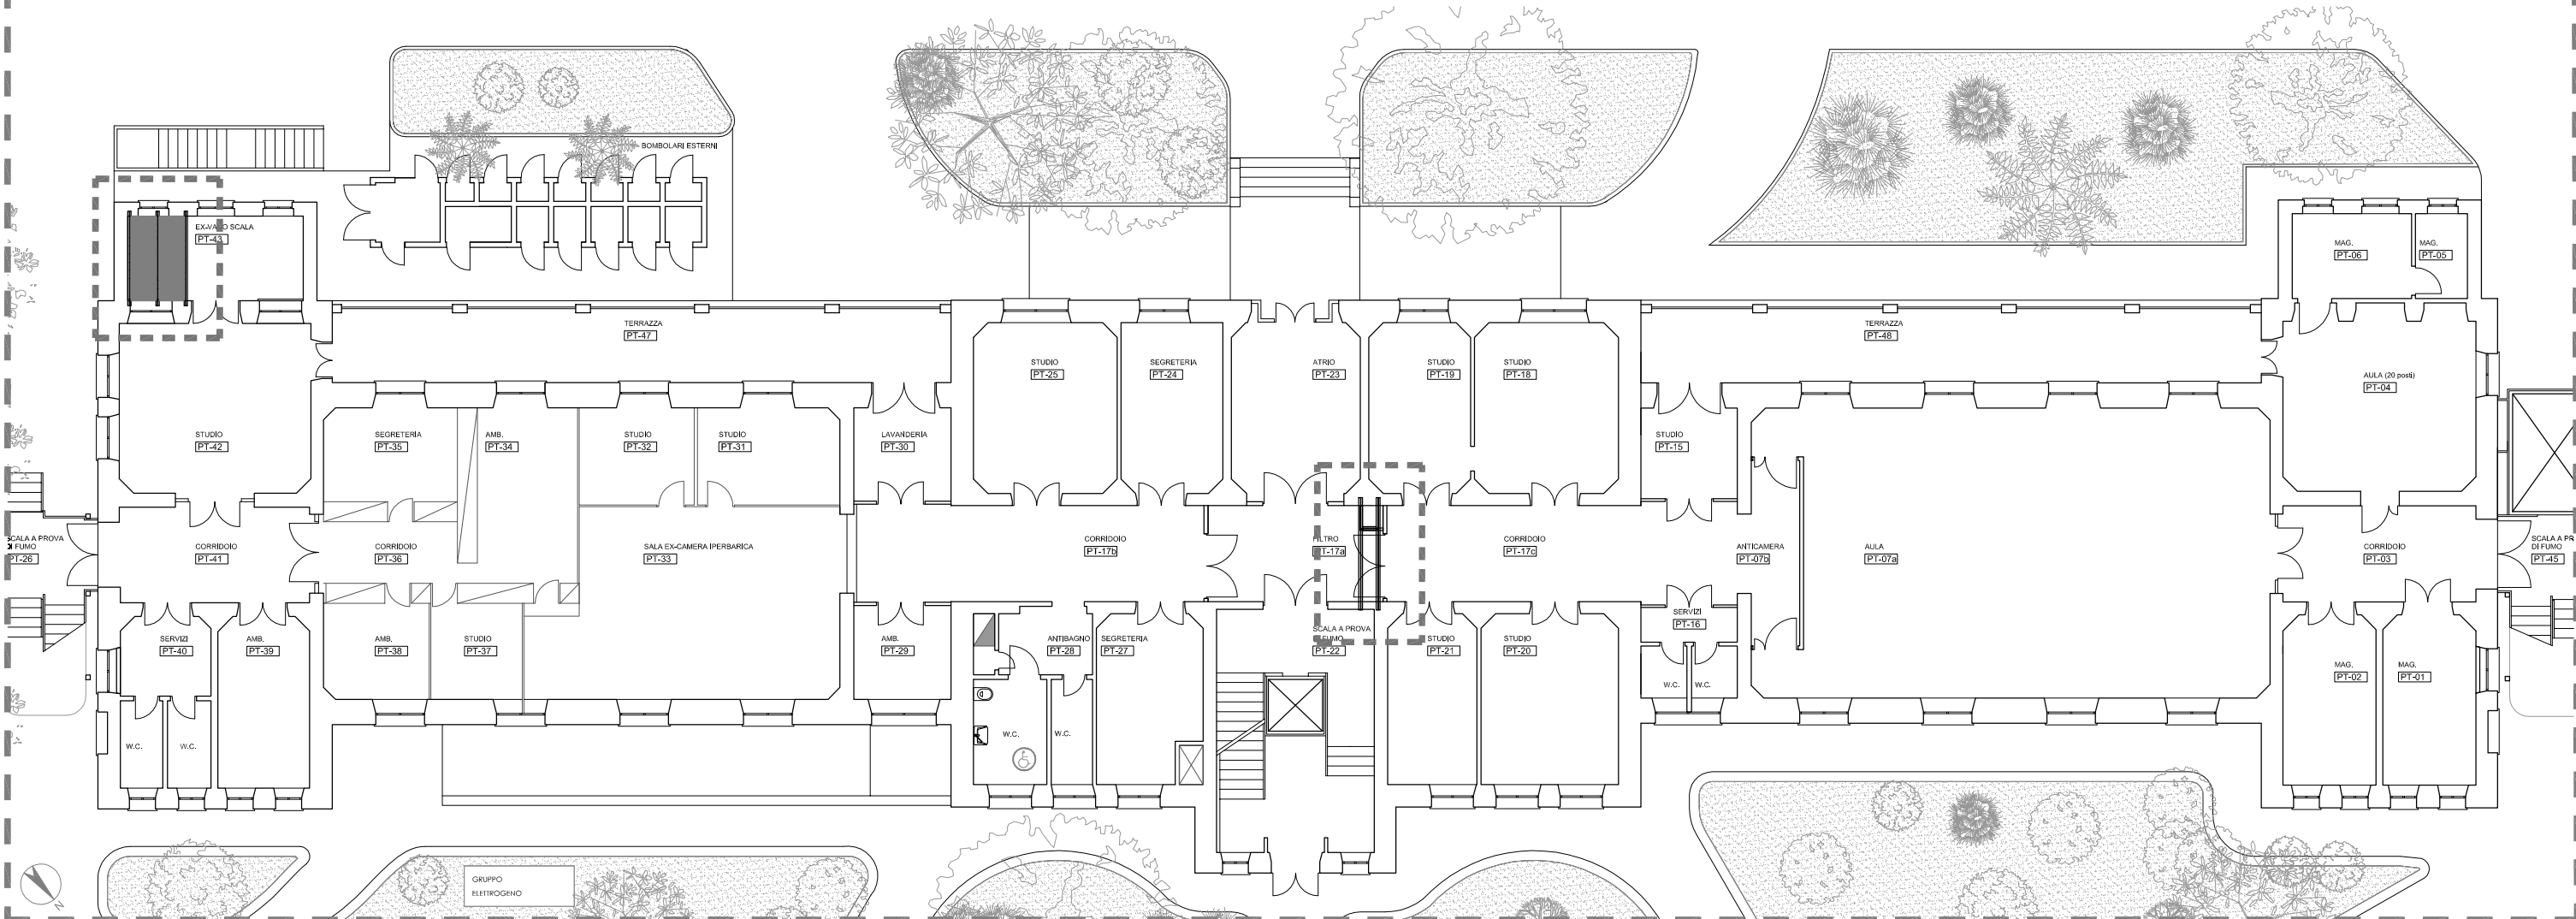 BOMBOLARI ESTERNI
EX-VANO SCALA
PT-43
MAG.
PT-06
MAG.
PT-05
TERRAZZA
PT-47
TERRAZZA
PT-48
STUDIO
PT-25
SEGRETERIA
PT-24
ATRIO
PT-23
STUDIO
PT-19
STUDIO
PT-18
AULA (20 posti)
PT-04
STUDIO
PT-42
SEGRETERIA
PT-35
AMB.
PT-34
STUDIO
PT-32
STUDIO
PT-31
LAVANDERIA
PT-30
STUDIO
PT-15
SCALA A PROVA
DI FUMO
PT-26
CORRIDOIO
PT-41
CORRIDOIO
PT-36
SALA EX-CAMERA IPERBARICA
PT-33
CORRIDOIO
PT-17b
FILTRO
PT-17a
CORRIDOIO
PT-17c
ANTICAMERA
PT-07b
AULA
PT-07a
CORRIDOIO
PT-03
SCALA A PR
DI FUMO
PT-45
SERVIZI
PT-40
AMB.
PT-39
AMB.
PT-38
STUDIO
PT-37
AMB.
PT-29
ANTIBAGNO
PT-28
SEGRETERIA
PT-27
SCALA A PROVA
DI FUMO
PT-22
STUDIO
PT-21
STUDIO
PT-20
SERVIZI
PT-16
W.C.
W.C.
MAG.
PT-02
MAG.
PT-01
W.C.
W.C.
W.C.
W.C.
GRUPPO
ELETTROGENO
N